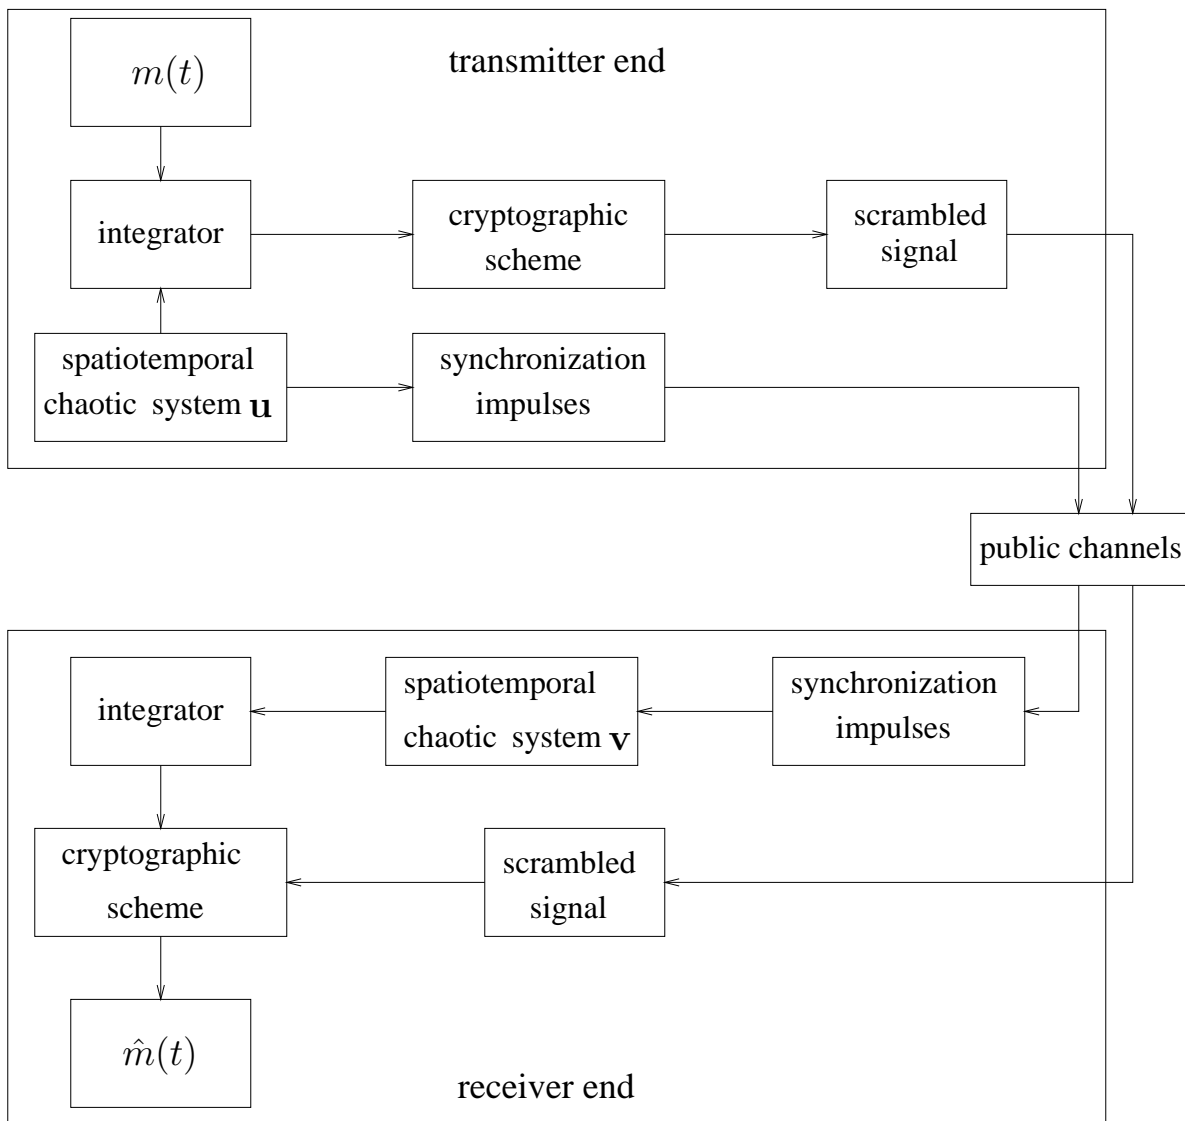 m(t)
transmitter end
integrator
cryptographic
scheme
scrambled
signal
spatiotemporal
chaotic system u
synchronization
impulses
public channels
integrator
spatiotemporal
chaotic system v
synchronization
impulses
cryptographic
scheme
scrambled
signal
m̂(t)
receiver end